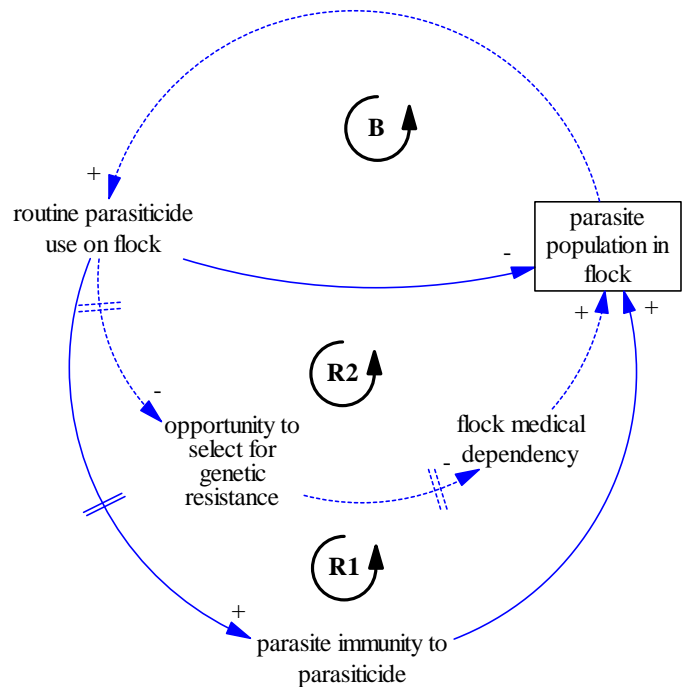 B
+
routine parasiticide
use on flock
parasite
population in
flock
-
+
+
R2
-
opportunity to
select for
genetic
resistance
flock medical
dependency
-
R1
+
parasite immunity to
parasiticide